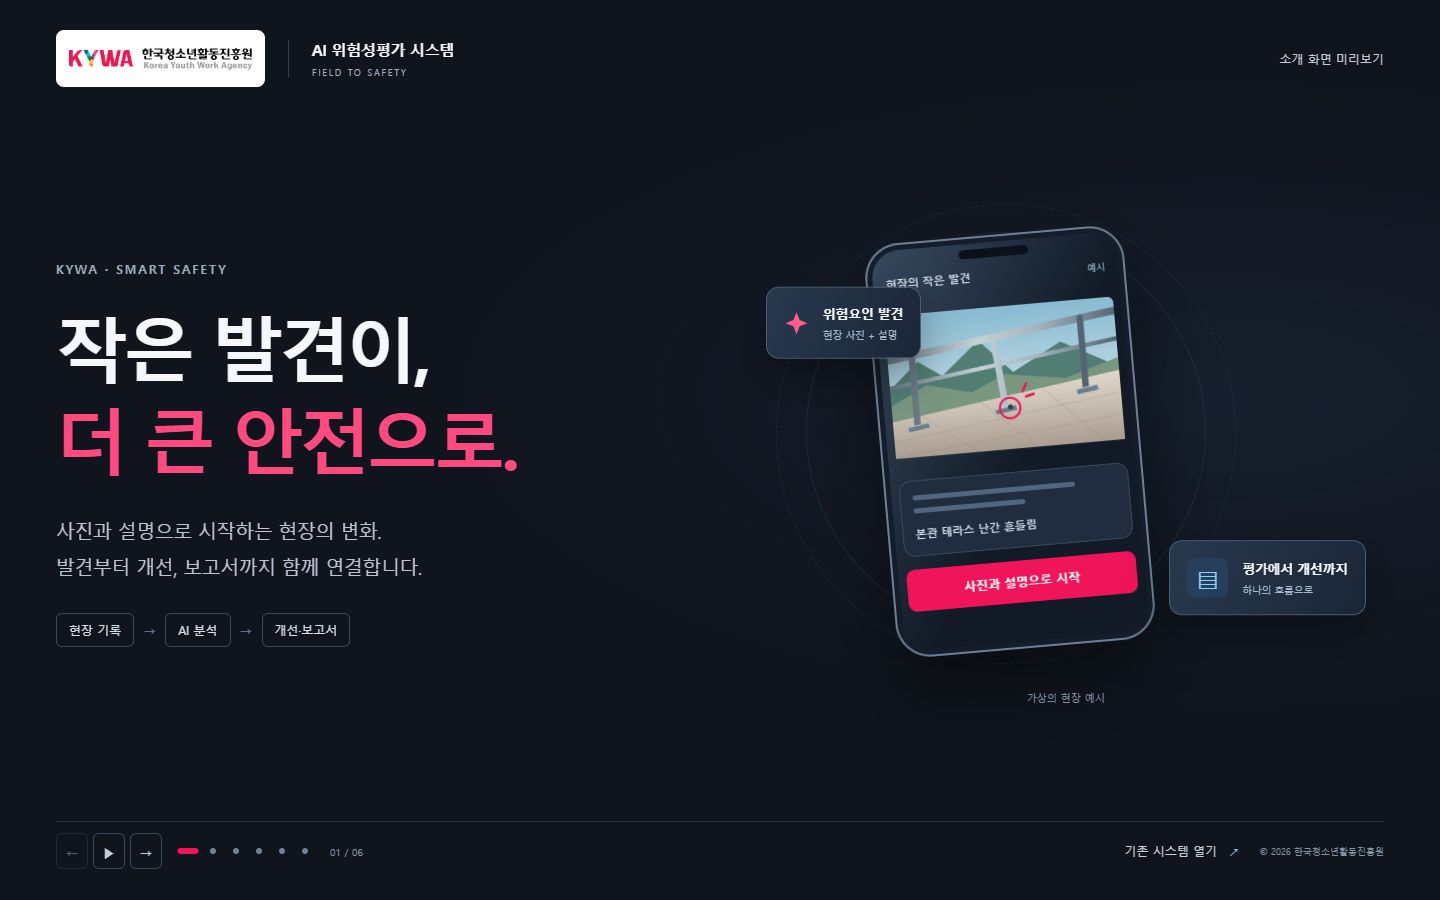 KYWA 한국청소년활동진흥원
Korea Youth Work Agency
AI 위험성평가 시스템
FIELD TO SAFETY
소개 화면 미리보기
KYWA · SMART SAFETY
작은 발견이,
더 큰 안전으로.
사진과 설명으로 시작하는 현장의 변화.
발견부터 개선, 보고서까지 함께 연결합니다.
현장 기록 → AI 분석 → 개선·보고서
현장의 작은 발견
예시
위험요인 발견
현장 사진 + 설명
본관 테라스 난간 흔들림
사진과 설명으로 시작
평가에서 개선까지
하나의 흐름으로
가상의 현장 예시
01 / 06
기존 시스템 열기 ↗
© 2026 한국청소년활동진흥원